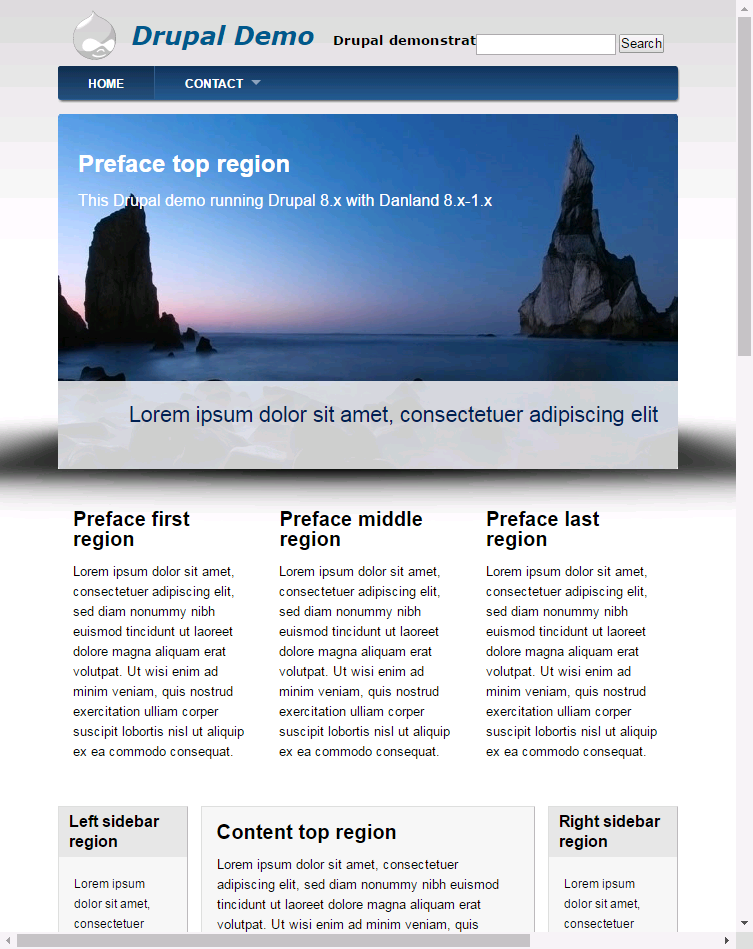 Drupal Demo
Drupal demonstrat
Search
HOME
CONTACT
Preface top region
This Drupal demo running Drupal 8.x with Danland 8.x-1.x
Lorem ipsum dolor sit amet, consectetuer adipiscing elit
Preface first
region
Lorem ipsum dolor sit amet,
consectetuer adipiscing elit,
sed diam nonummy nibh
euismod tincidunt ut laoreet
dolore magna aliquam erat
volutpat. Ut wisi enim ad
minim veniam, quis nostrud
exercitation ulliam corper
suscipit lobortis nisl ut aliquip
ex ea commodo consequat.
Preface middle
region
Lorem ipsum dolor sit amet,
consectetuer adipiscing elit,
sed diam nonummy nibh
euismod tincidunt ut laoreet
dolore magna aliquam erat
volutpat. Ut wisi enim ad
minim veniam, quis nostrud
exercitation ulliam corper
suscipit lobortis nisl ut aliquip
ex ea commodo consequat.
Preface last
region
Lorem ipsum dolor sit amet,
consectetuer adipiscing elit,
sed diam nonummy nibh
euismod tincidunt ut laoreet
dolore magna aliquam erat
volutpat. Ut wisi enim ad
minim veniam, quis nostrud
exercitation ulliam corper
suscipit lobortis nisl ut aliquip
ex ea commodo consequat.
Left sidebar
region
Lorem ipsum
dolor sit amet,
consectetuer
Content top region
Lorem ipsum dolor sit amet, consectetuer
adipiscing elit, sed diam nonummy nibh euismod
tincidunt ut laoreet dolore magna aliquam erat
volutpat. Ut wisi enim ad minim veniam, quis
Right sidebar
region
Lorem ipsum
dolor sit amet,
consectetuer